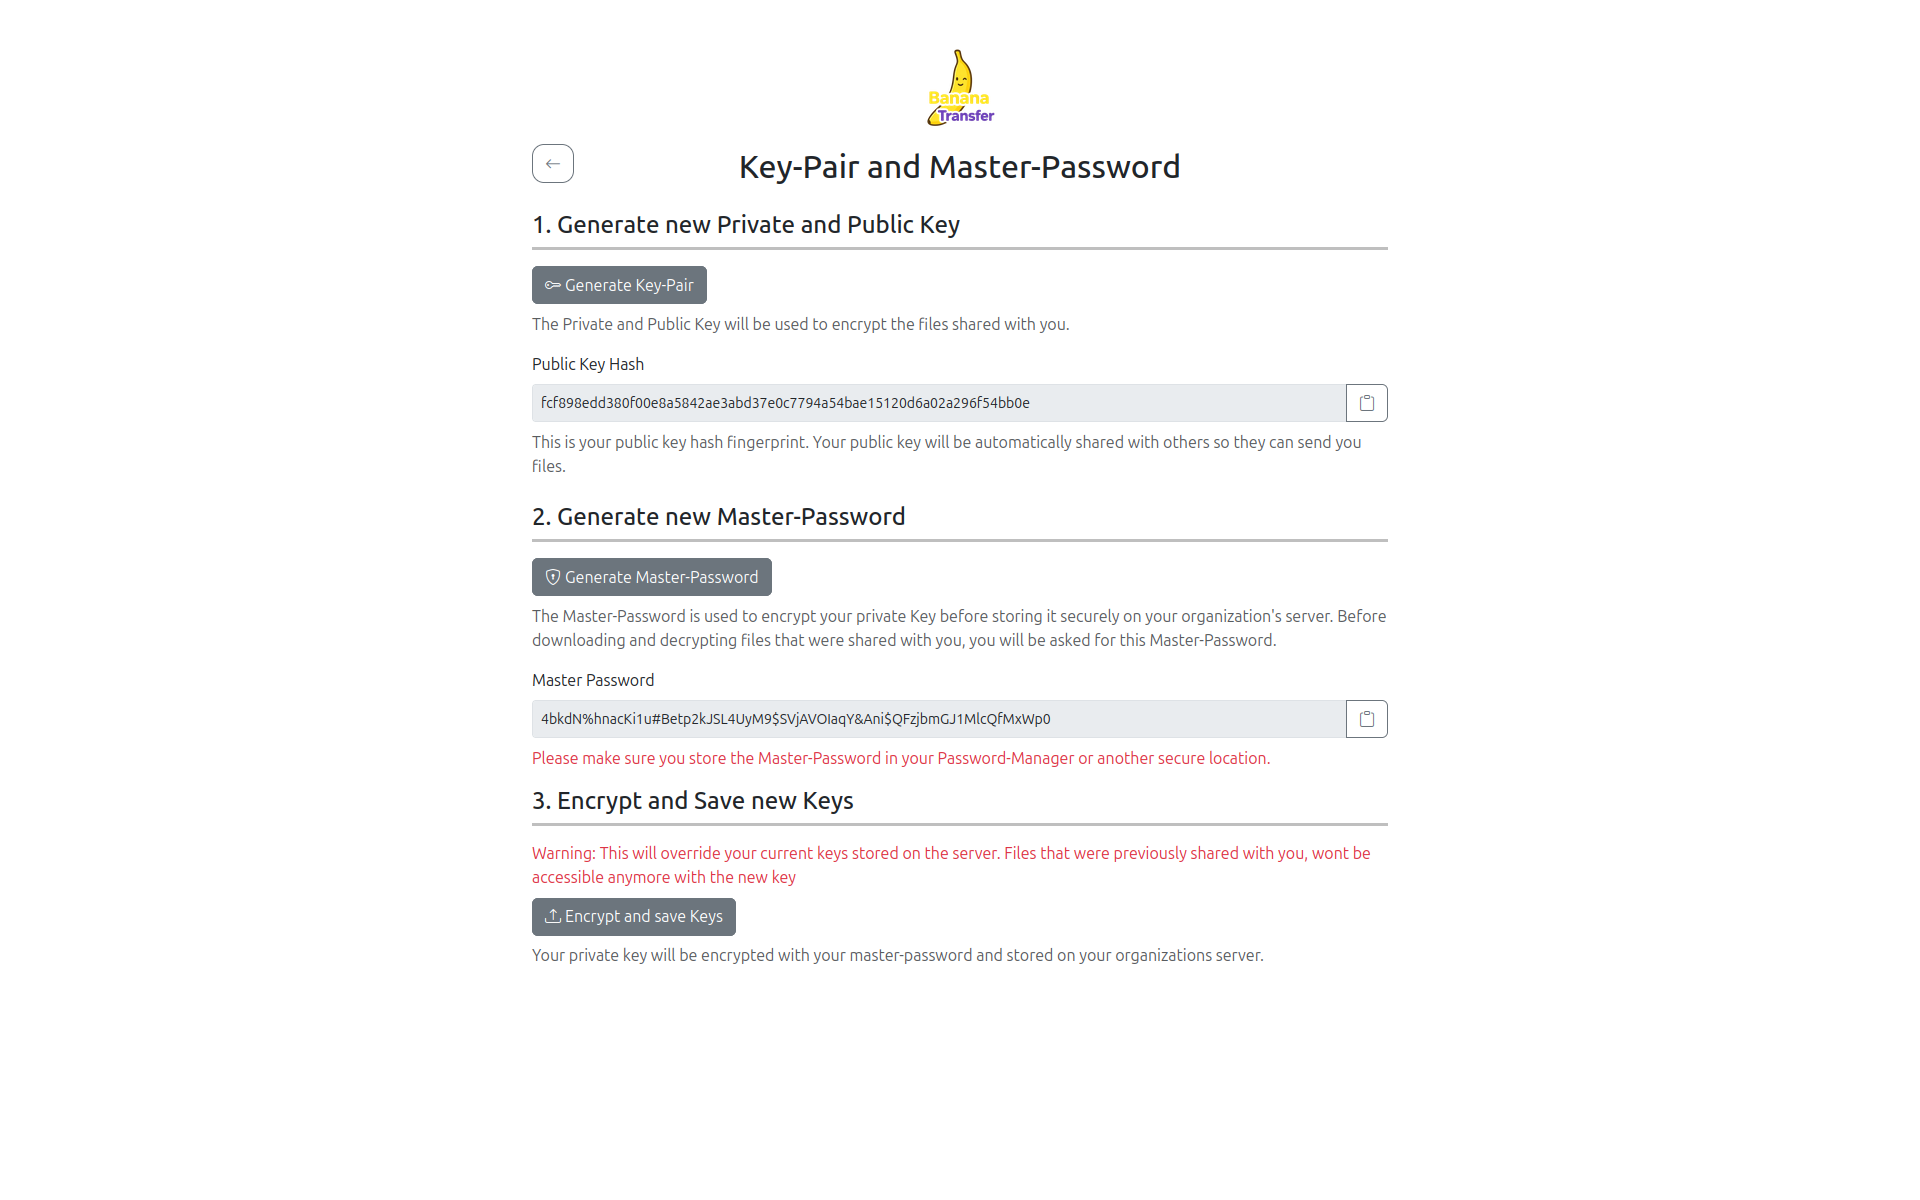 Banana
Transfer
Key-Pair and Master-Password
1. Generate new Private and Public Key
Generate Key-Pair
The Private and Public Key will be used to encrypt the files shared with you.
Public Key Hash
fcf898edd380f00e8a5842ae3abd37e0c7794a54bae15120d6a02a296f54bb0e
This is your public key hash fingerprint. Your public key will be automatically shared with others so they can send you
files.
2. Generate new Master-Password
Generate Master-Password
The Master-Password is used to encrypt your private Key before storing it securely on your organization's server. Before
downloading and decrypting files that were shared with you, you will be asked for this Master-Password.
Master Password
4bkdN%hnacKi1u#Betp2kJSL4UyM9$SVjAVOIaqY&Ani$QFzjbmGJ1MlcQfMxWp0
Please make sure you store the Master-Password in your Password-Manager or another secure location.
3. Encrypt and Save new Keys
Warning: This will override your current keys stored on the server. Files that were previously shared with you, wont be
accessible anymore with the new key
Encrypt and save Keys
Your private key will be encrypted with your master-password and stored on your organizations server.